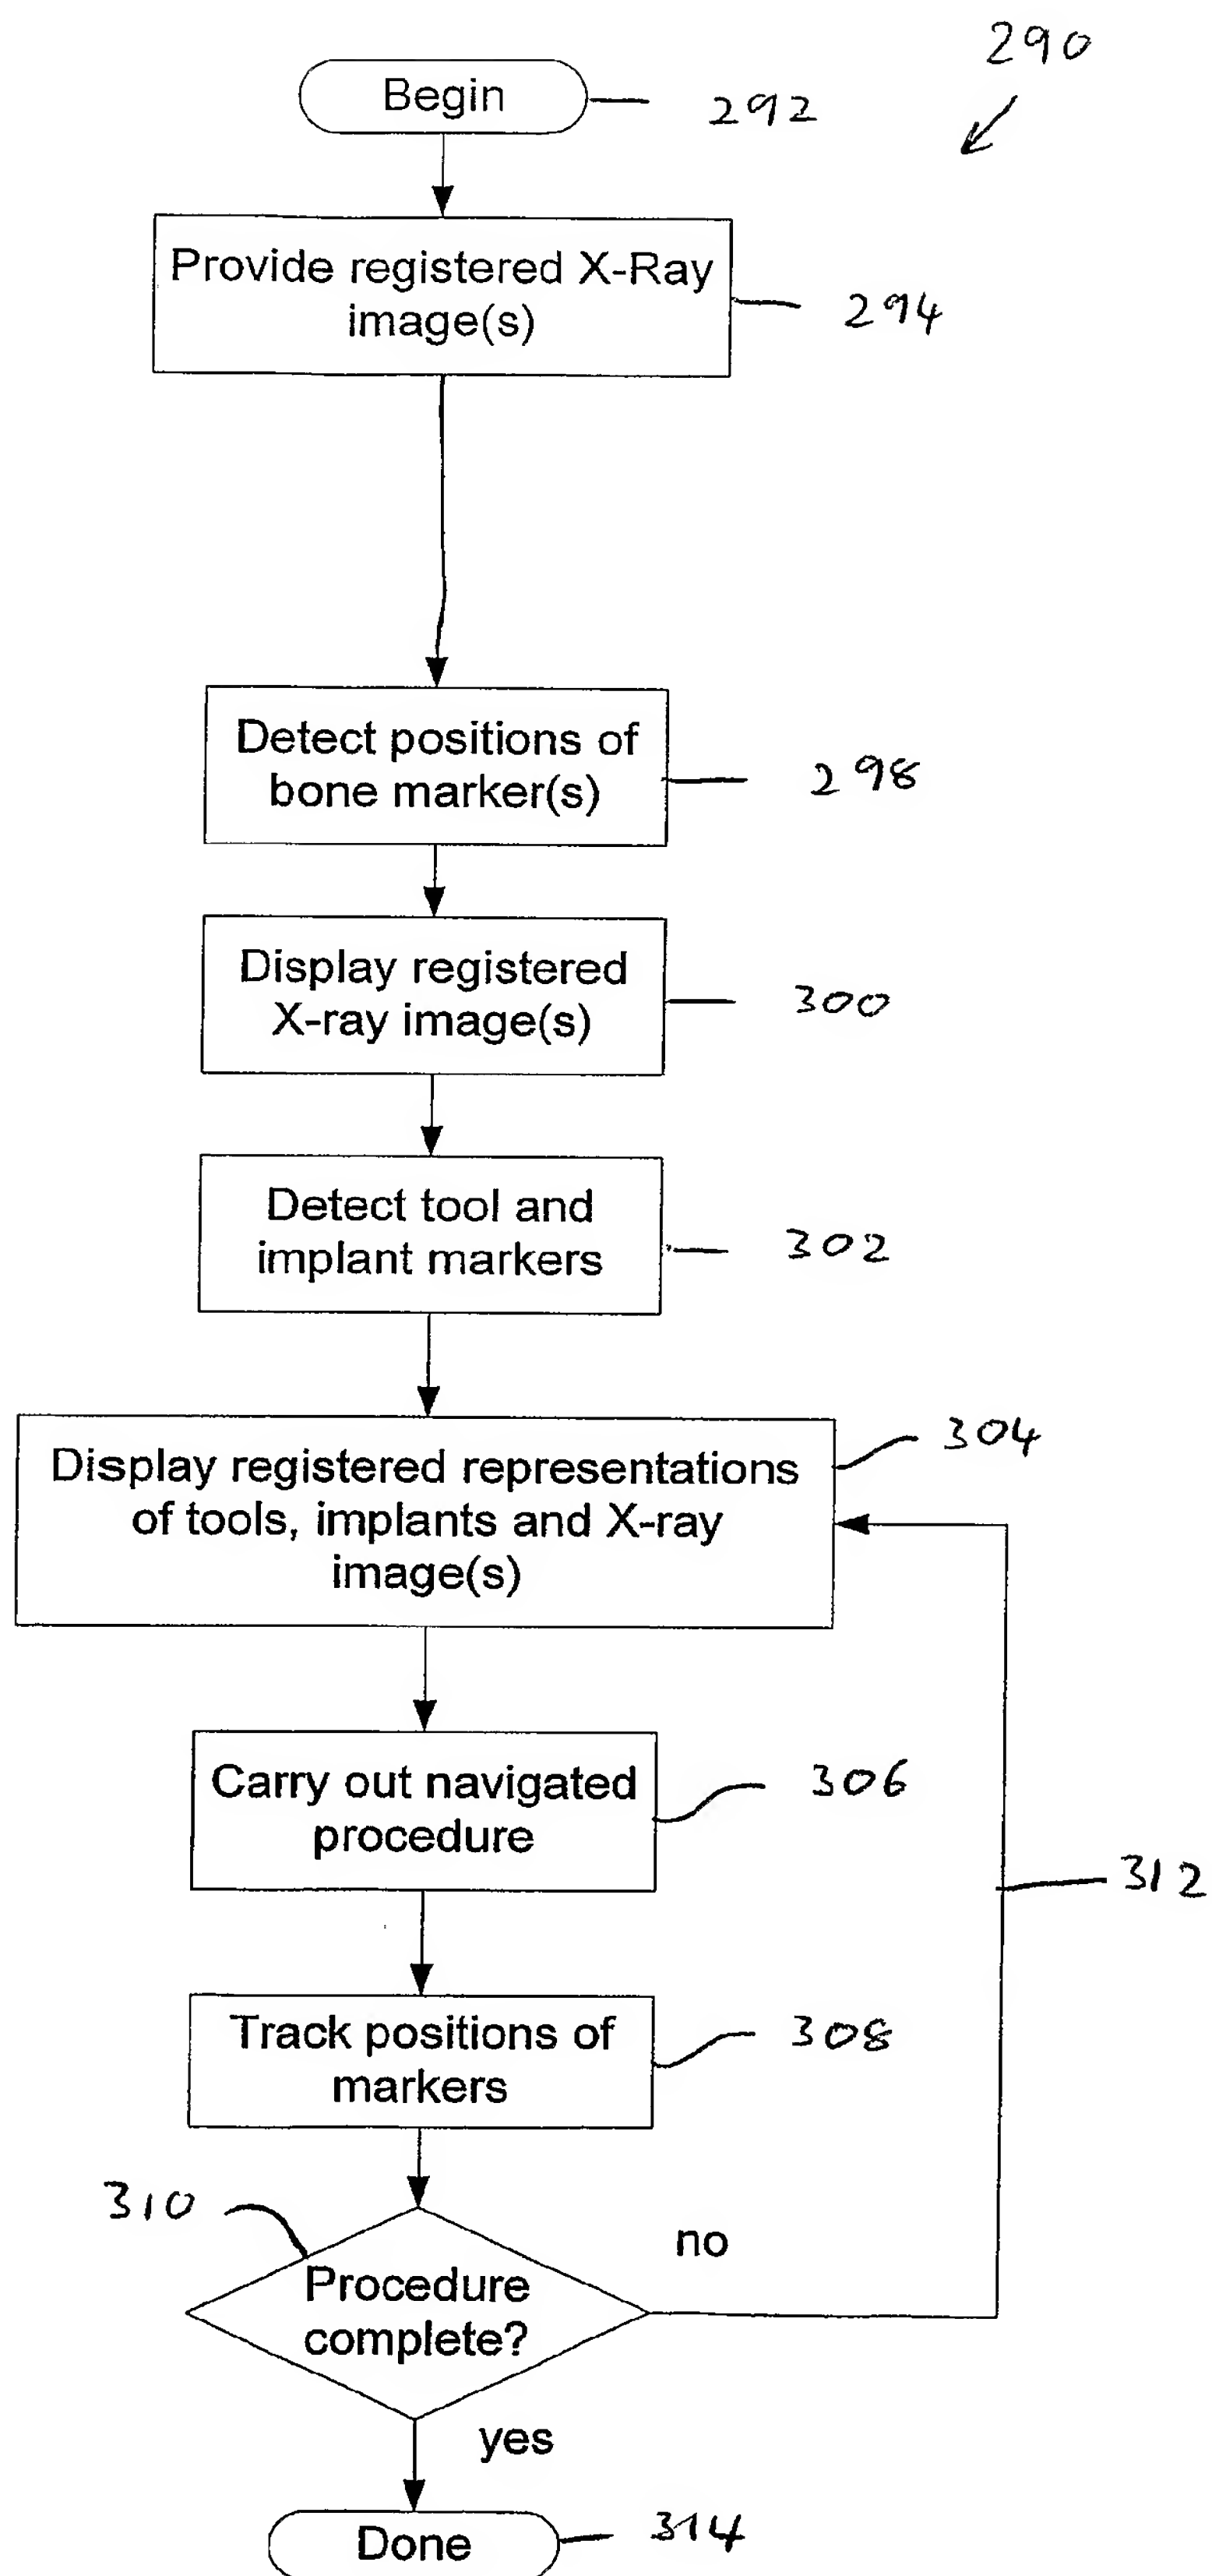 290
Begin
292
Provide registered X-Ray
image(s)
294
Detect positions of
bone marker(s)
298
Display registered
X-ray image(s)
300
Detect tool and
implant markers
302
304
Display registered representations
of tools, implants and X-ray
image(s)
Carry out navigated
procedure
306
312
Track positions of
markers
308
310
no
Procedure
complete?
yes
Done
314